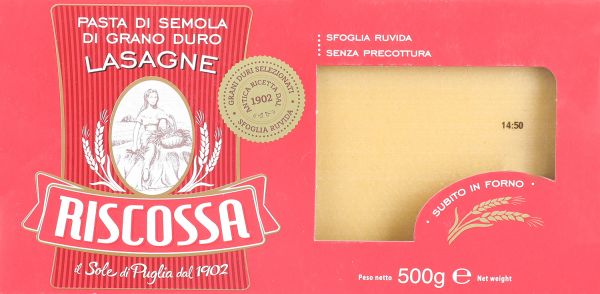 PASTA DI SEMOLA
DI GRANO DURO
LASAGNE
GRANI DURI SELEZIONATI
ANTICA RICETTA DAL
1902
SFOGLIA RUVIDA
RISCOSSA
il Sole di Puglia dal 1902
SFOGLIA RUVIDA
SENZA PRECOTTURA
14:50
• SUBITO IN FORNO •
Peso netto 500g e Net weight